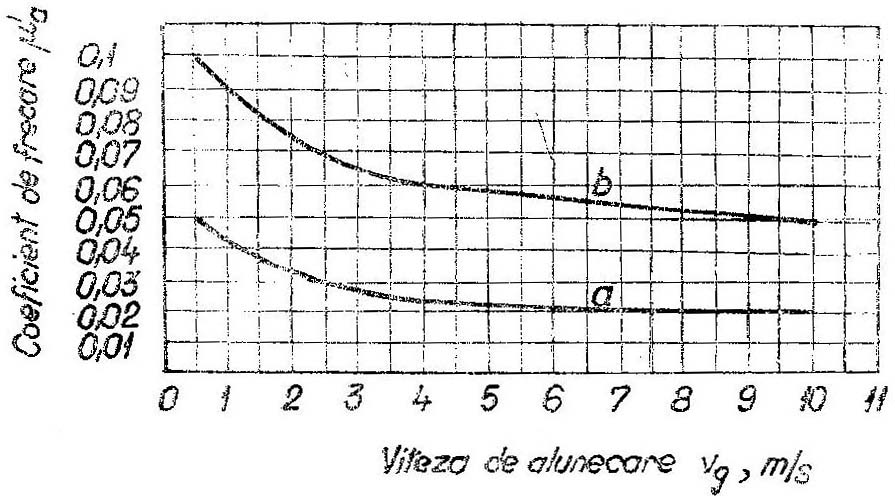 Coeficient de frecare μ'a
0,1
0,09
0,08
0,07
0,06
0,05
0,04
0,03
0,02
0,01
b
a
0 1 2 3 4 5 6 7 8 9 10 11
Viteza de alunecare vg, m/s